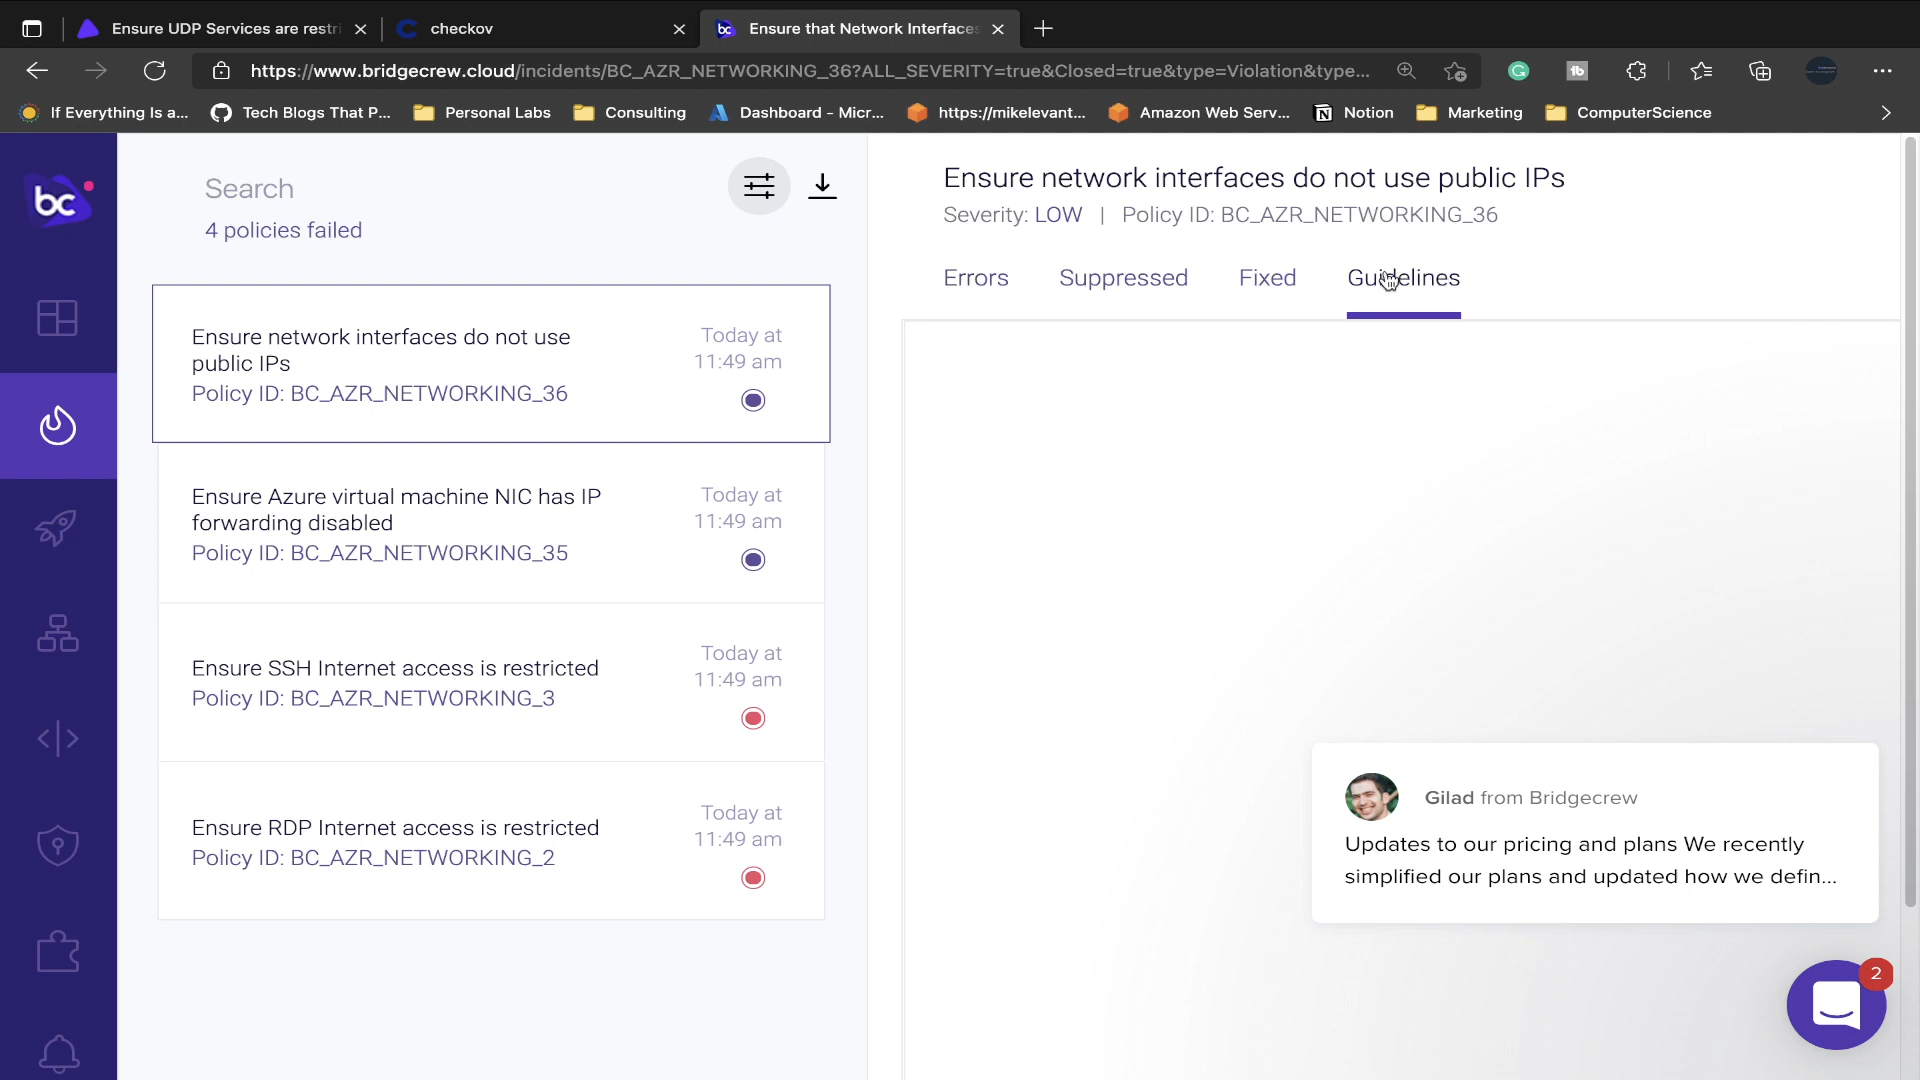 Ensure UDP Services are restri
checkov
bc
Ensure that Network Interfaces
https://www.bridgecrew.cloud/incidents/BC_AZR_NETWORKING_36?ALL_SEVERITY=true&Closed=true&type=Violation&type...
If Everything Is a...
Tech Blogs That P...
Personal Labs
Consulting
Dashboard - Micr...
https://mikelevant...
Amazon Web Serv...
Notion
Marketing
ComputerScience
bc
Search
4 policies failed
Ensure network interfaces do not use
public IPs
Policy ID: BC_AZR_NETWORKING_36
Today at
11:49 am
Ensure Azure virtual machine NIC has IP
forwarding disabled
Policy ID: BC_AZR_NETWORKING_35
Today at
11:49 am
Ensure SSH Internet access is restricted
Policy ID: BC_AZR_NETWORKING_3
Today at
11:49 am
Ensure RDP Internet access is restricted
Policy ID: BC_AZR_NETWORKING_2
Today at
11:49 am
Ensure network interfaces do not use public IPs
Severity: LOW | Policy ID: BC_AZR_NETWORKING_36
Errors
Suppressed
Fixed
Guidelines
Gilad from Bridgecrew
Updates to our pricing and plans We recently
simplified our plans and updated how we defin...
2